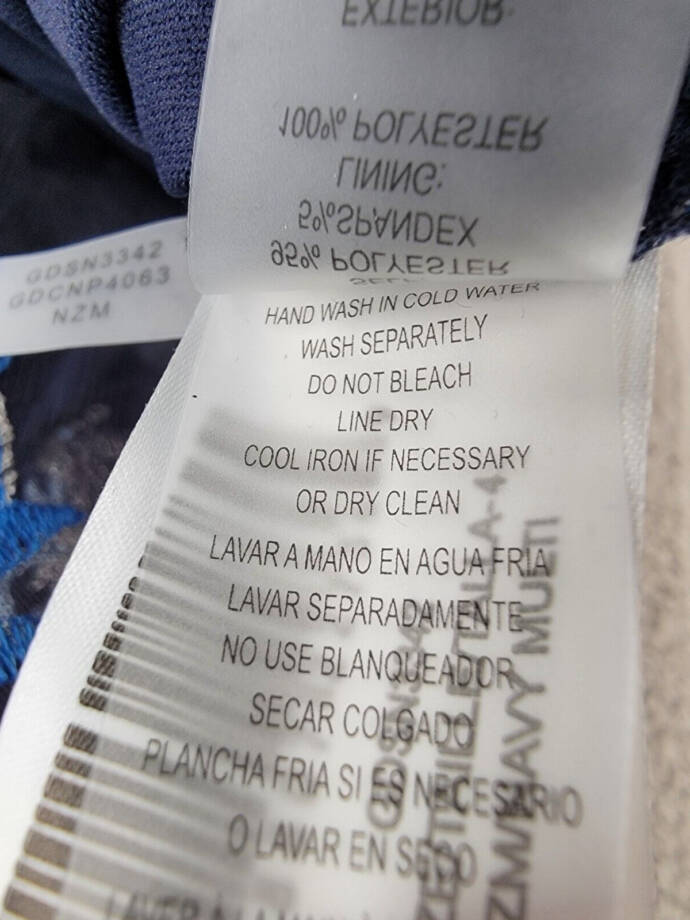 EXTERIOR:
100% POLYESTER
LINING:
5%SPANDEX
95% POLYESTER
SELF
GDSN3342
GDCNP4063
NZM
HAND WASH IN COLD WATER
WASH SEPARATELY
DO NOT BLEACH
LINE DRY
COOL IRON IF NECESSARY
OR DRY CLEAN
LAVAR A MANO EN AGUA FRIA
LAVAR SEPARADAMENTE
NO USE BLANQUEADOR
SECAR COLGADO
PLANCHA FRIA SI ES NECESARIO
O LAVAR EN SECO
NZM/NAVY MULTI